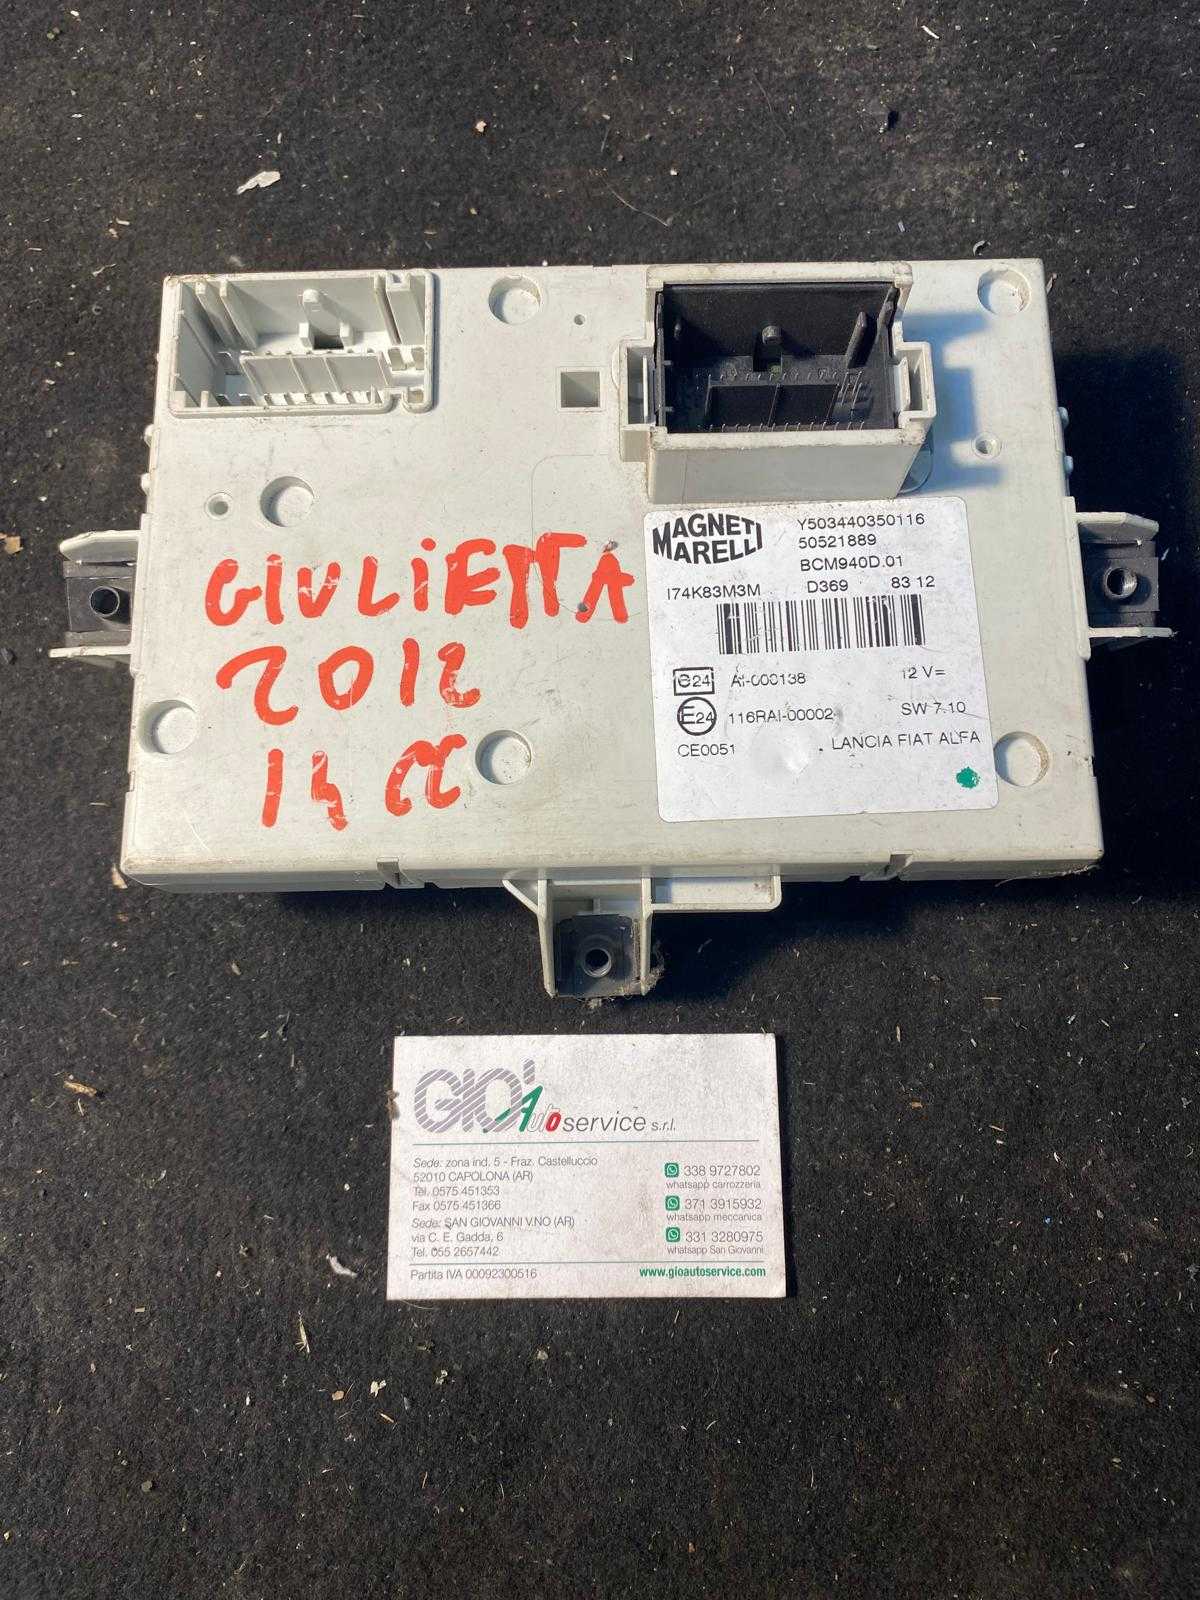 GIULIETTA
2012
14 CC
MAGNETI
MARELLI
Y503440350116
50521889
BCM940D.01
I74K83M3M D369 83 12
e24 AI-000138 12 V=
E24 116RAI-00002 SW 7.10
CE0051 LANCIA FIAT ALFA
GIO' Autoservice s.r.l.
Sede: zona ind. 5 - Fraz. Castelluccio
52010 CAPOLONA (AR)
Tel. 0575 451353
Fax 0575 451366
Sede: SAN GIOVANNI V.NO (AR)
via C. E. Gadda, 6
Tel. 055 2657442
338 9727802
whatsapp carrozzeria
371 3915932
whatsapp meccanica
331 3280975
whatsapp San Giovanni
Partita IVA 00092300516 www.gioautoservice.com